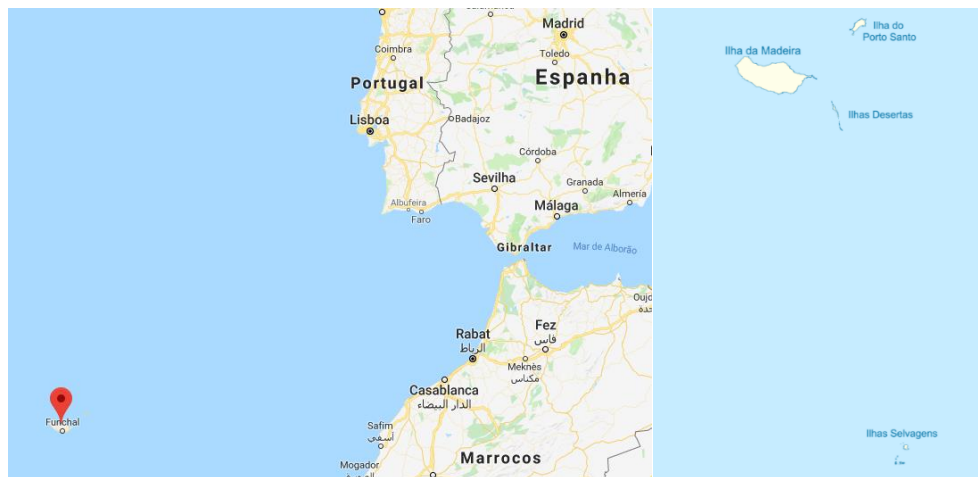 Madrid
Coimbra
Toledo
Portugal
Espanha
Lisboa
Badajoz
Córdoba
Sevilha
Granada
Almería
Albufeira
Málaga
Faro
Gibraltar
Mar de Alborão
Rabat
الرباط
Fez
فاس
Meknès
مكناس
Casablanca
الدار البيضاء
Funchal
Safim
آسفي
Mogador
Marrocos
Ilha do
Porto Santo
Ilha da Madeira
Ilhas Desertas
Ilhas Selvagens